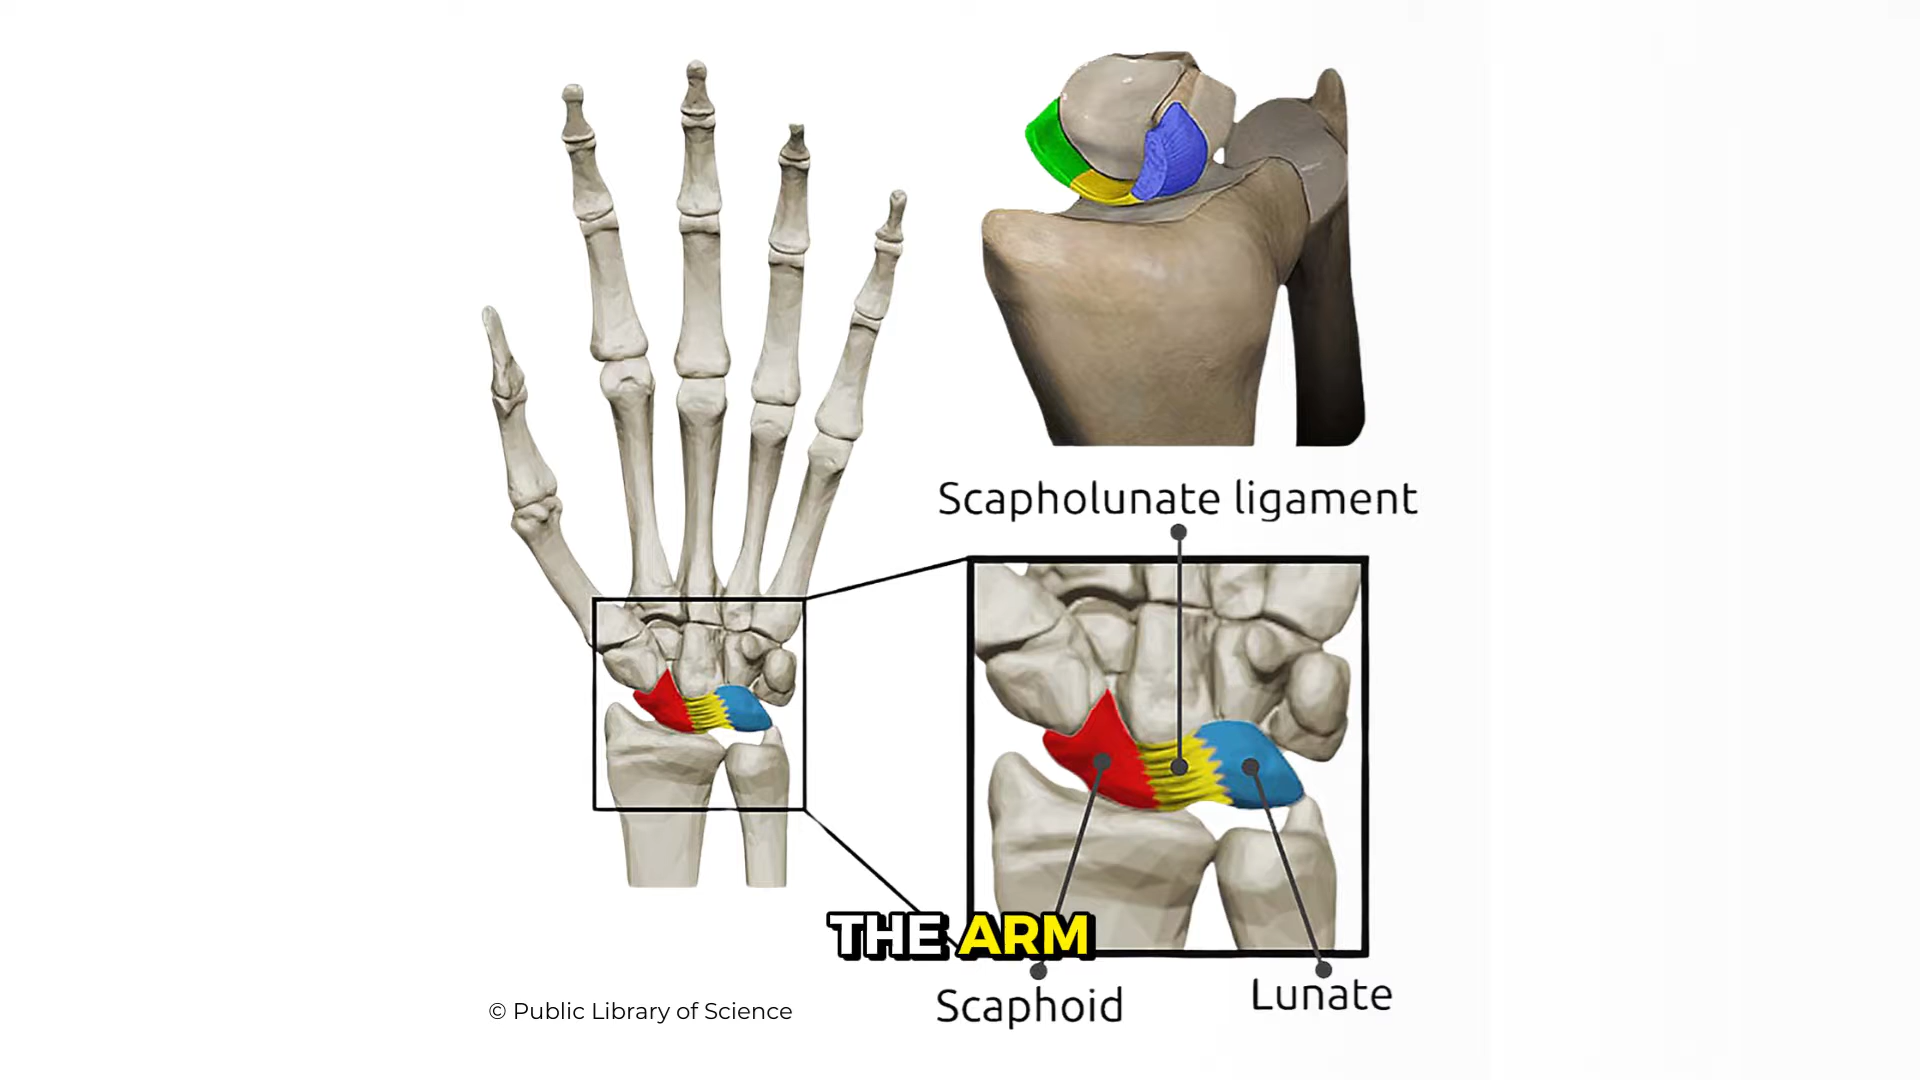 Scapholunate ligament
THE ARM
Scaphoid
Lunate
© Public Library of Science